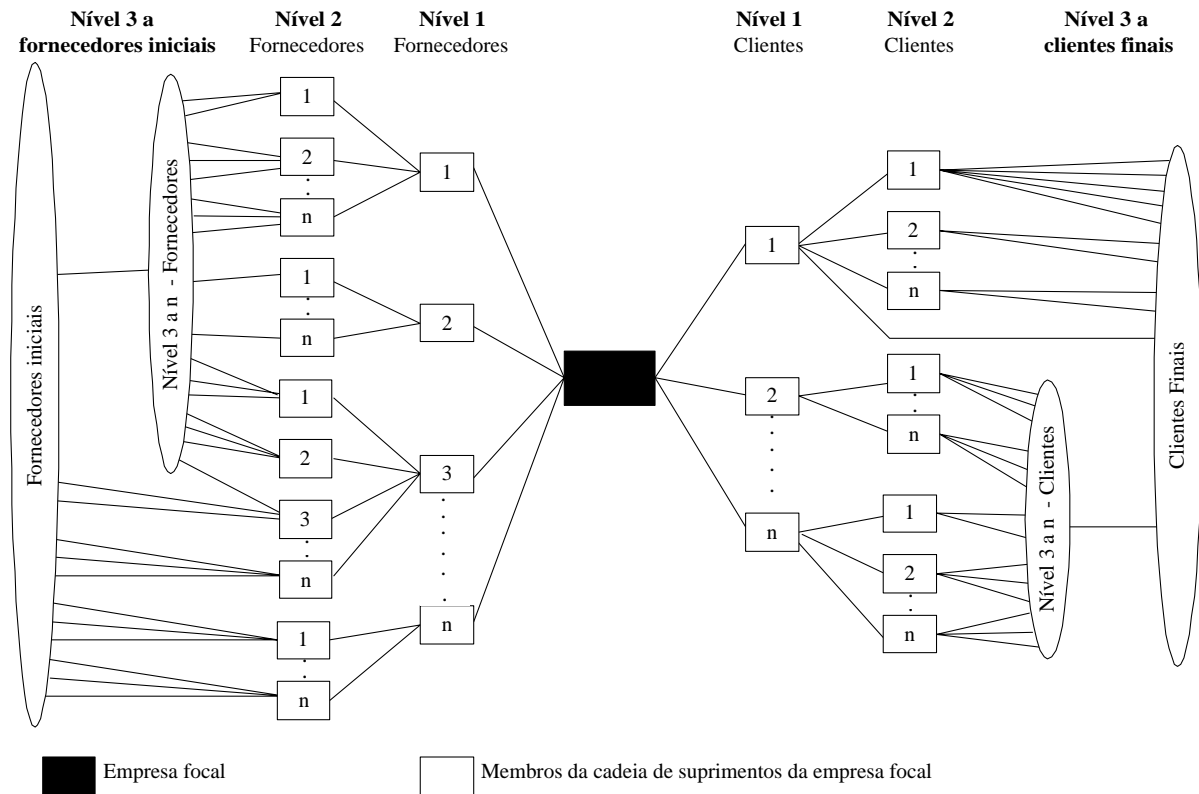 Nível 3 a
fornecedores iniciais
Nível 2
Fornecedores
Nível 1
Fornecedores
Nível 1
Clientes
Nível 2
Clientes
Nível 3 a
clientes finais
Fornecedores iniciais
Nível 3 a n - Fornecedores
1
2
n
1
n
1
2
3
n
1
n
1
2
3
n
1
2
n
1
2
n
1
n
1
2
n
Nível 3 a n - Clientes
Clientes Finais
Empresa focal
Membros da cadeia de suprimentos da empresa focal